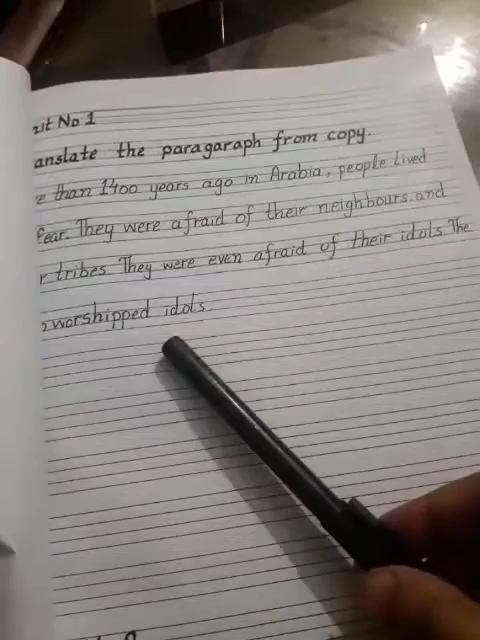 nit No 1
anslate the paragaraph from copy.
e than 1400 years ago in Arabia, people Lived
fear. They were afraid of their neighbours and
r tribes. They were even afraid of their idols. The
worshipped idols.